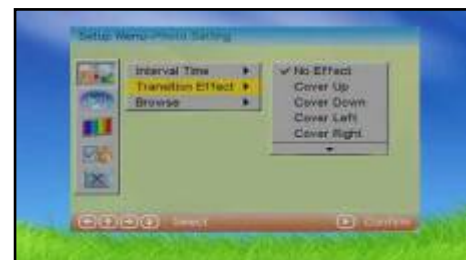 Setup Menu-Photo Setting
Interval Time
Transition Effect
Browse
✓ No Effect
Cover Up
Cover Down
Cover Left
Cover Right
Select
Confirm